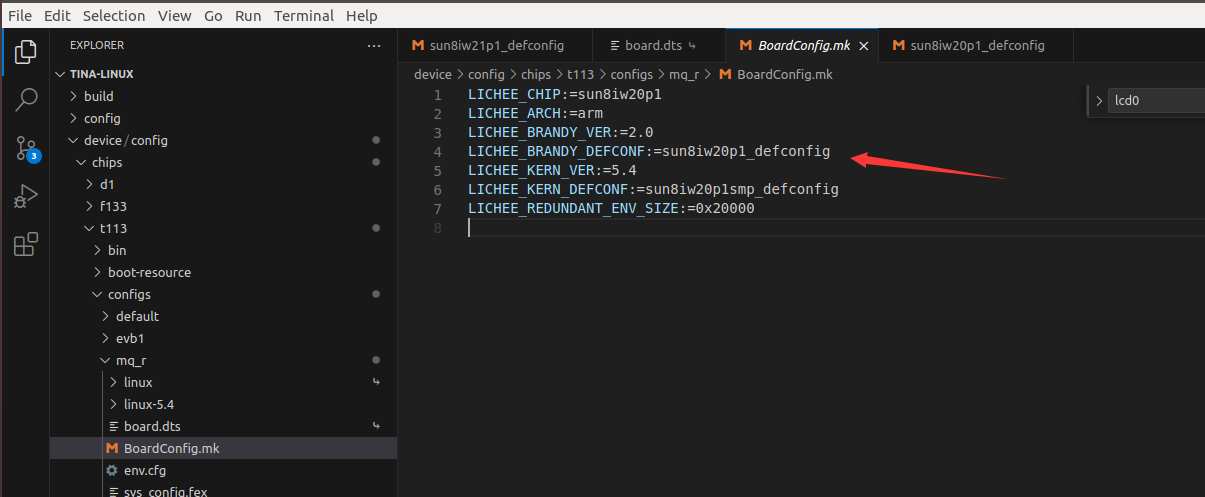 File Edit Selection View Go Run Terminal Help
EXPLORER ...
sun8iw21p1_defconfig board.dts BoardConfig.mk sun8iw20p1_defconfig
TINA-LINUX
build
config
device / config
chips
d1
f133
t113
bin
boot-resource
configs
default
evb1
mq_r
linux
linux-5.4
board.dts
BoardConfig.mk
env.cfg
sys_config.fex
3
device > config > chips > t113 > configs > mq_r > BoardConfig.mk
1 LICHEE_CHIP:=sun8iw20p1
2 LICHEE_ARCH:=arm
3 LICHEE_BRANDY_VER:=2.0
4 LICHEE_BRANDY_DEFCONF:=sun8iw20p1_defconfig
5 LICHEE_KERN_VER:=5.4
6 LICHEE_KERN_DEFCONF:=sun8iw20p1smp_defconfig
7 LICHEE_REDUNDANT_ENV_SIZE:=0x20000
8
lcd0